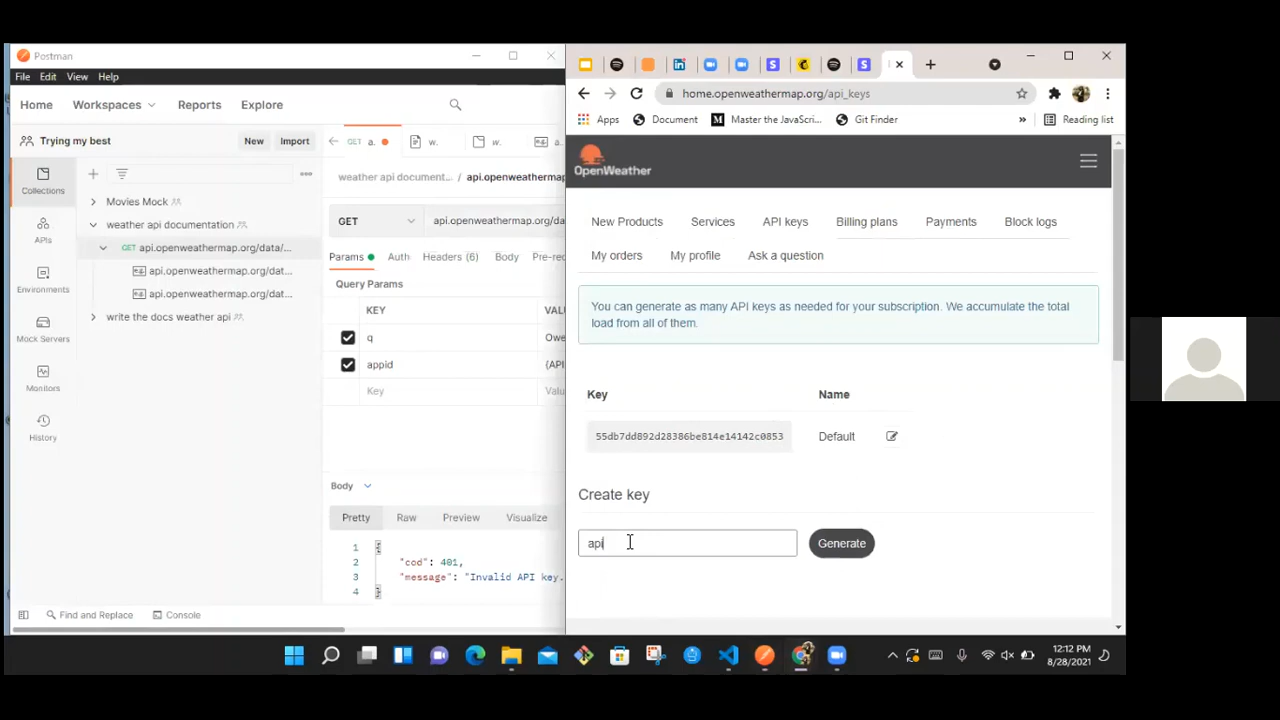 Postman
File Edit View Help
Home Workspaces Reports Explore
Trying my best New Import
GET a. w. w. a..
Collections
APIs
Environments
Mock Servers
Monitors
History
Movies Mock
weather api documentation
GET api.openweathermap.org/data/...
api.openweathermap.org/dat...
api.openweathermap.org/dat...
write the docs weather api
weather api document... / api.openweathermap
GET api.openweathermap.org/da
Params Auth Headers (6) Body Pre-rec
Query Params
KEY VALU
q Owe
appid {API
Key Value
Body
Pretty Raw Preview Visualize
1
2 "cod": 401,
3 "message": "Invalid API key.
4
Find and Replace Console
home.openweathermap.org/api_keys
Apps Document Master the JavaScri... Git Finder » Reading list
OpenWeather
New Products Services API keys Billing plans Payments Block logs
My orders My profile Ask a question
You can generate as many API keys as needed for your subscription. We accumulate the total
load from all of them.
Key Name
55db7dd892d28386be814e14142c0853 Default
Create key
api Generate
12:12 PM
8/28/2021